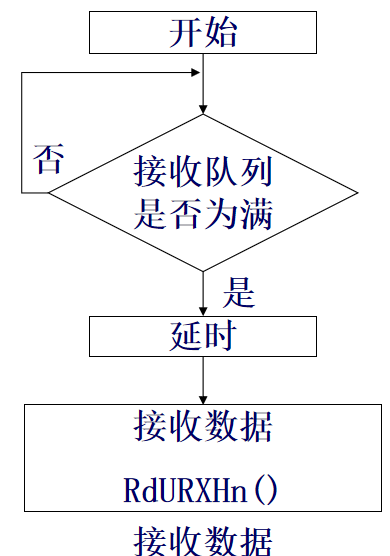 开始
否
接收队列
是否为满
是
延时
接收数据
RdURXHn()
接收数据